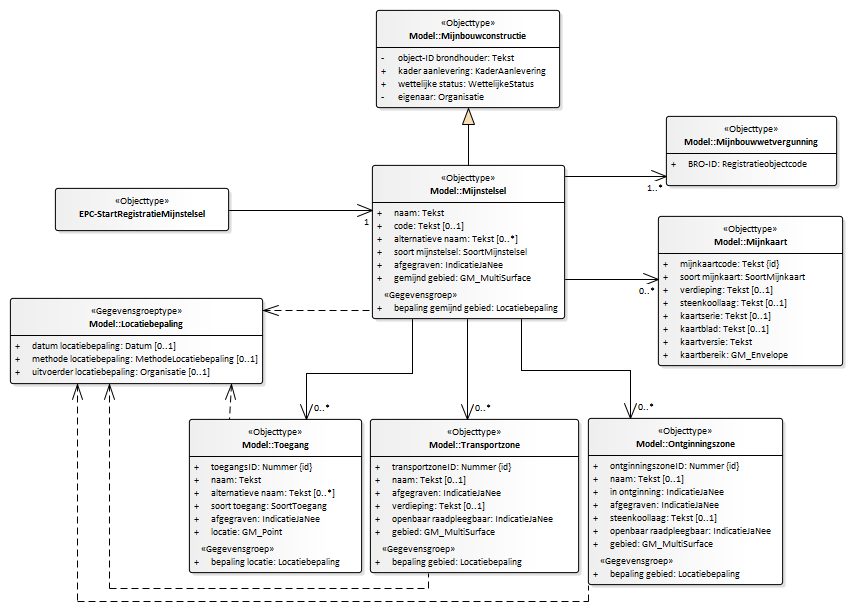 «Objecttype»
Model::Mijnbouwconstructie
- object-ID brondhouder: Tekst
+ kader aanlevering: KaderAanlevering
+ wettelijke status: WettelijkeStatus
- eigenaar: Organisatie
«Objecttype»
Model::Mijnbouwwetvergunning
+ BRO-ID: Registratieobjectcode
1..*
«Objecttype»
EPC-StartRegistratieMijnstelsel
1
«Objecttype»
Model::Mijnstelsel
+ naam: Tekst
+ code: Tekst [0..1]
+ alternatieve naam: Tekst [0..*]
+ soort mijnstelsel: SoortMijnstelsel
+ afgegraven: IndicatieJaNee
+ gemijnd gebied: GM_MultiSurface
«Gegevensgroep»
+ bepaling gemijnd gebied: Locatiebepaling
«Objecttype»
Model::Mijnkaart
+ mijnkaartcode: Tekst {id}
+ soort mijnkaart: SoortMijnkaart
+ verdieping: Tekst [0..1]
+ steenkoollaag: Tekst [0..1]
+ kaartserie: Tekst [0..1]
+ kaartblad: Tekst [0..1]
+ kaartversie: Tekst
+ kaartbereik: GM_Envelope
0..*
«Gegevensgroeptype»
Model::Locatiebepaling
+ datum locatiebepaling: Datum [0..1]
+ methode locatiebepaling: MethodeLocatiebepaling [0..1]
+ uitvoerder locatiebepaling: Organisatie [0..1]
0..*
0..*
0..*
«Objecttype»
Model::Toegang
+ toegangsID: Nummer {id}
+ naam: Tekst
+ alternatieve naam: Tekst [0..*]
+ soort toegang: SoortToegang
+ afgegraven: IndicatieJaNee
+ locatie: GM_Point
«Gegevensgroep»
+ bepaling locatie: Locatiebepaling
«Objecttype»
Model::Transportzone
+ transportzoneID: Nummer {id}
+ naam: Tekst [0..1]
+ afgegraven: IndicatieJaNee
+ verdieping: Tekst [0..1]
+ openbaar raadpleegbaar: IndicatieJaNee
+ gebied: GM_MultiSurface
«Gegevensgroep»
+ bepaling gebied: Locatiebepaling
«Objecttype»
Model::Ontginningszone
+ ontginningszoneID: Nummer {id}
+ naam: Tekst [0..1]
+ in ontginning: IndicatieJaNee
+ afgegraven: IndicatieJaNee
+ steenkoollaag: Tekst [0..1]
+ openbaar raadpleegbaar: IndicatieJaNee
+ gebied: GM_MultiSurface
«Gegevensgroep»
+ bepaling gebied: Locatiebepaling